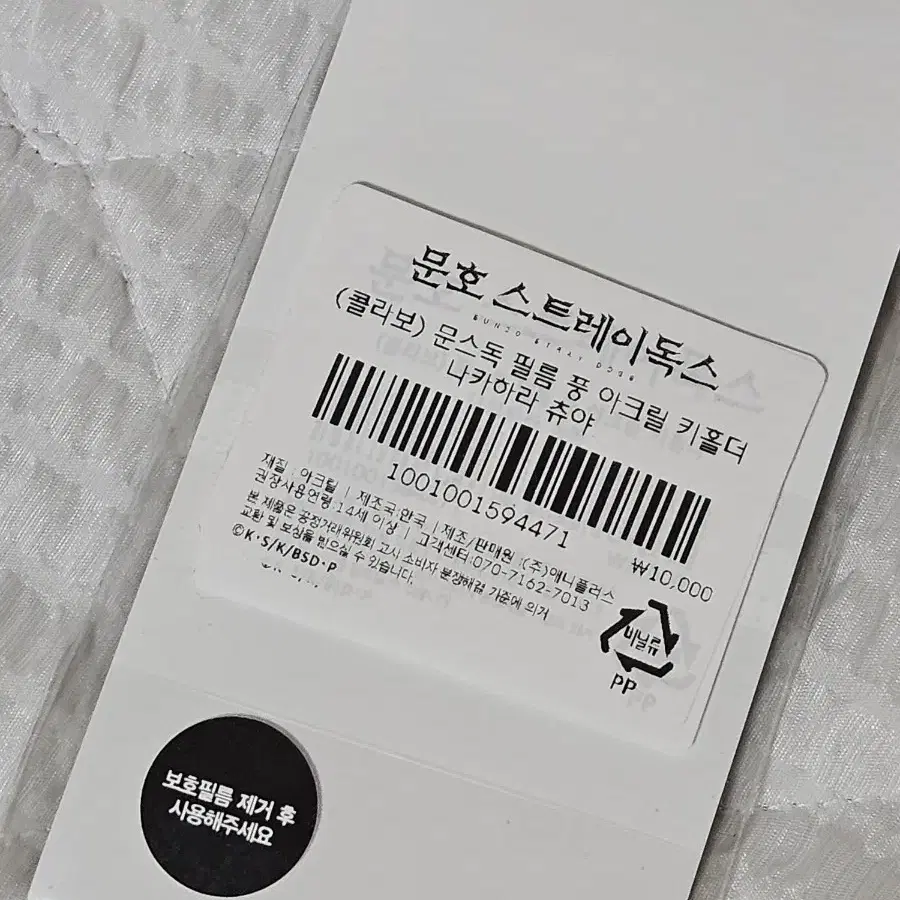 문호 스트레이독스
BUNGO STRAY DOGS
(콜라보) 문스독 필름 풍 아크릴 키홀더
나카하라 츄야
1001001594471
₩10,000
재질 : 아크릴 | 제조국:한국 | 제조/판매원 : (주)애니플러스
권장사용연령:14세 이상 | 고객센터:070-7162-7013
본 제품은 공정거래위원회 고시 소비자 분쟁해결 기준에 의거
교환 및 보상을 받으실 수 있습니다.
©K·S/K/BSD·P
비닐류
PP
보호필름 제거 후
사용해주세요